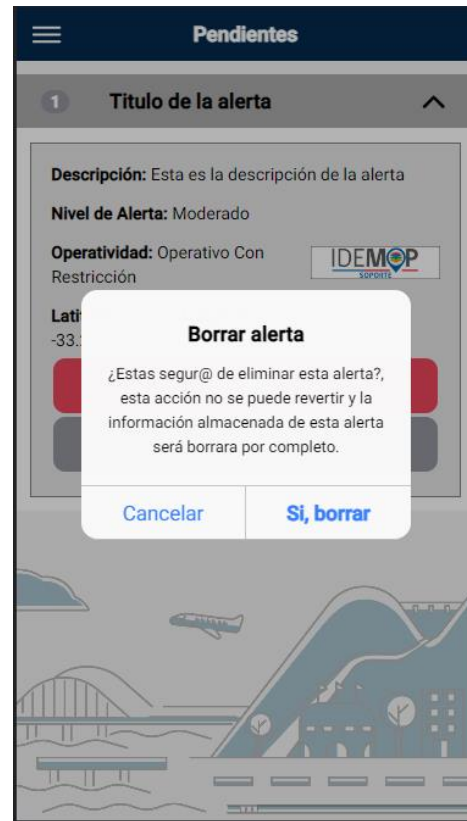 Pendientes
1 Titulo de la alerta
Descripción: Esta es la descripción de la alerta
Nivel de Alerta: Moderado
Operatividad: Operativo Con
Restricción
IDEMOP
SOPORTE
-33.
Borrar alerta
¿Estas segur@ de eliminar esta alerta?,
esta acción no se puede revertir y la
información almacenada de esta alerta
será borrara por completo.
Cancelar
Si, borrar